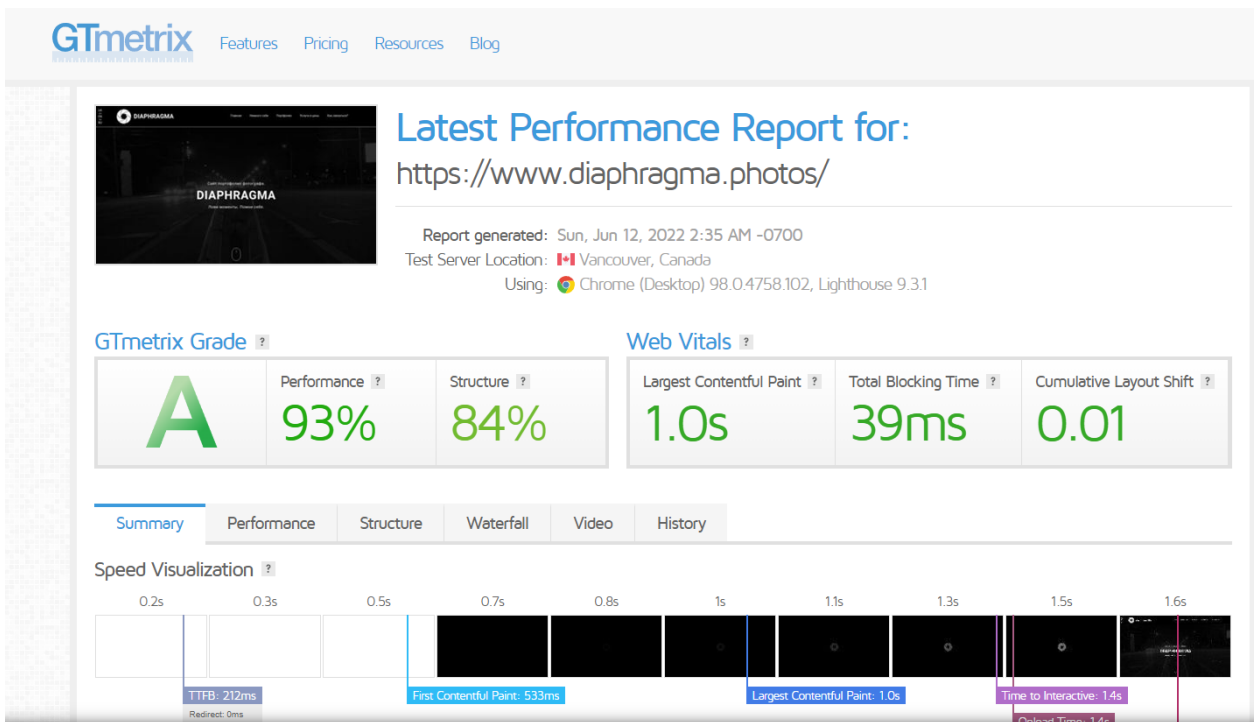 GTmetrix
Features Pricing Resources Blog
DIAPHRAGMA
DIAPHRAGMA
Latest Performance Report for:
https://www.diaphragma.photos/
Report generated: Sun, Jun 12, 2022 2:35 AM -0700
Test Server Location: Vancouver, Canada
Using: Chrome (Desktop) 98.0.4758.102, Lighthouse 9.3.1
GTmetrix Grade ?
Web Vitals ?
A
Performance ?
93%
Structure ?
84%
Largest Contentful Paint ?
1.0s
Total Blocking Time ?
39ms
Cumulative Layout Shift ?
0.01
Summary Performance Structure Waterfall Video History
Speed Visualization ?
0.2s 0.3s 0.5s 0.7s 0.8s 1s 1.1s 1.3s 1.5s 1.6s
DIAPHRAGMA
TTFB: 212ms
First Contentful Paint: 533ms
Largest Contentful Paint: 1.0s
Time to Interactive: 1.4s
Redirect: 0ms
Onload Time: 1.4s